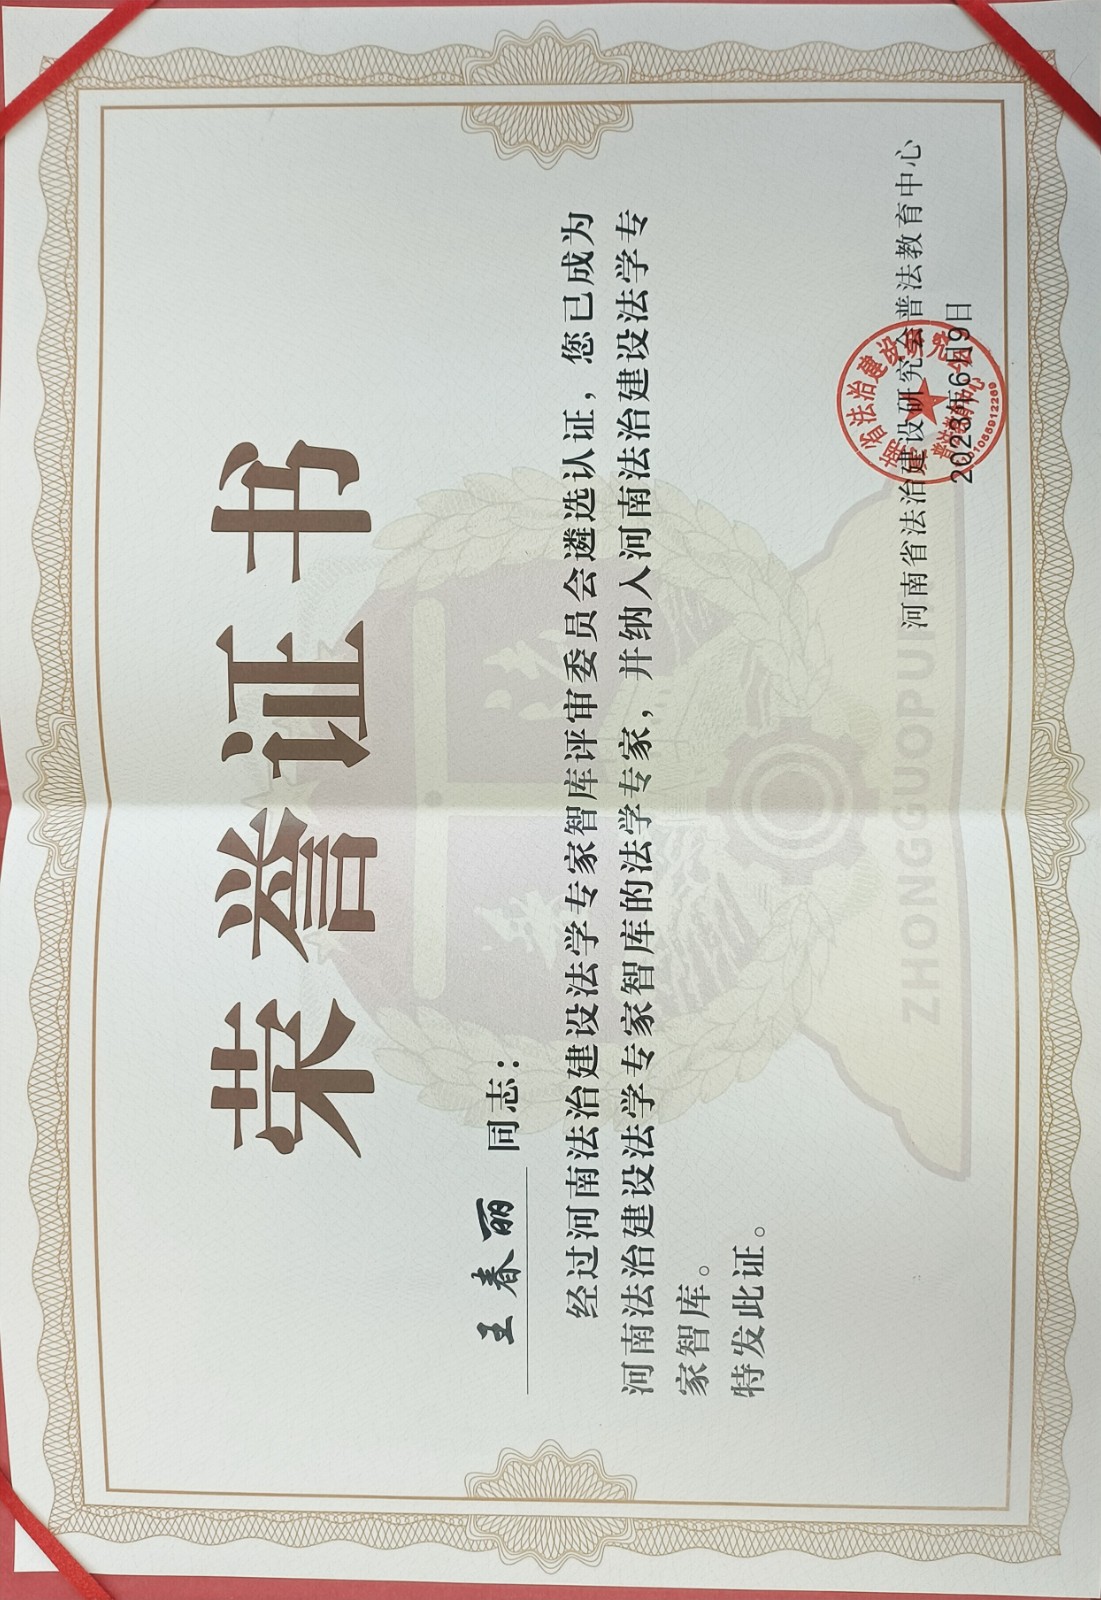 荣誉证书
王春丽 同志：
经过河南法治建设法学专家智库评审委员会遴选认证，您已成为
河南法治建设法学专家智库的法学专家，并纳入河南法治建设法学专
家智库。
特发此证。
河南省法治建设研究会普法教育中心
2023年6月9日
ZHONGGUOPUF